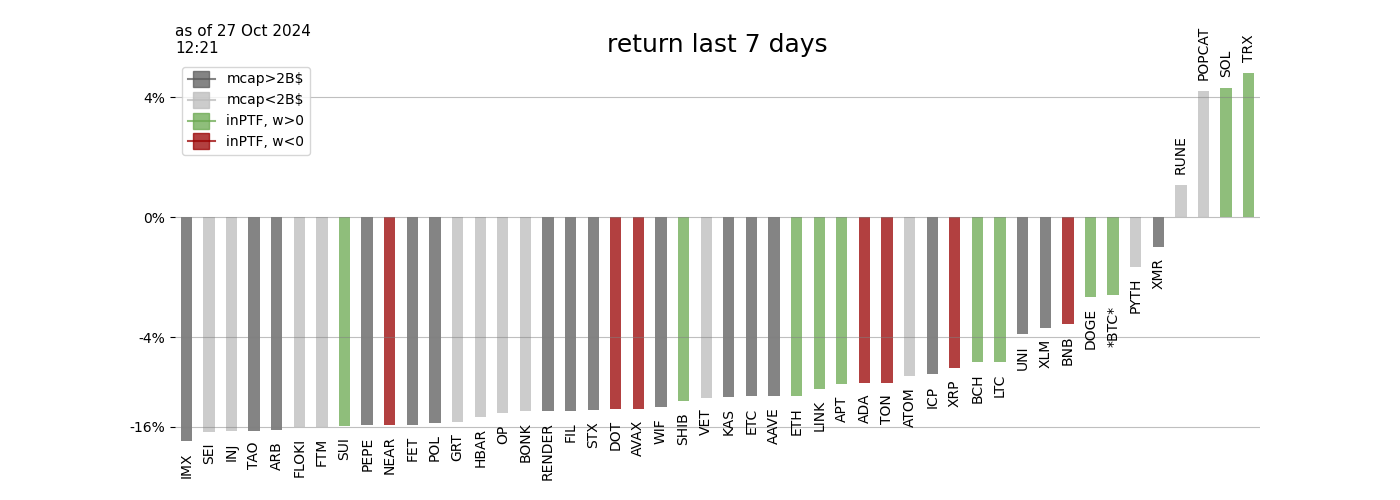 as of 27 Oct 2024
12:21
return last 7 days
mcap>2B$
mcap<2B$
inPTF, w>0
inPTF, w<0
4%
0%
-4%
-16%
IMX
SEI
INJ
TAO
ARB
FLOKI
FTM
SUI
PEPE
NEAR
FET
POL
GRT
HBAR
OP
BONK
RENDER
FIL
STX
DOT
AVAX
WIF
SHIB
VET
KAS
ETC
AAVE
ETH
LINK
APT
ADA
TON
ATOM
ICP
XRP
BCH
LTC
UNI
XLM
BNB
DOGE
*BTC*
PYTH
XMR
RUNE
POPCAT
SOL
TRX